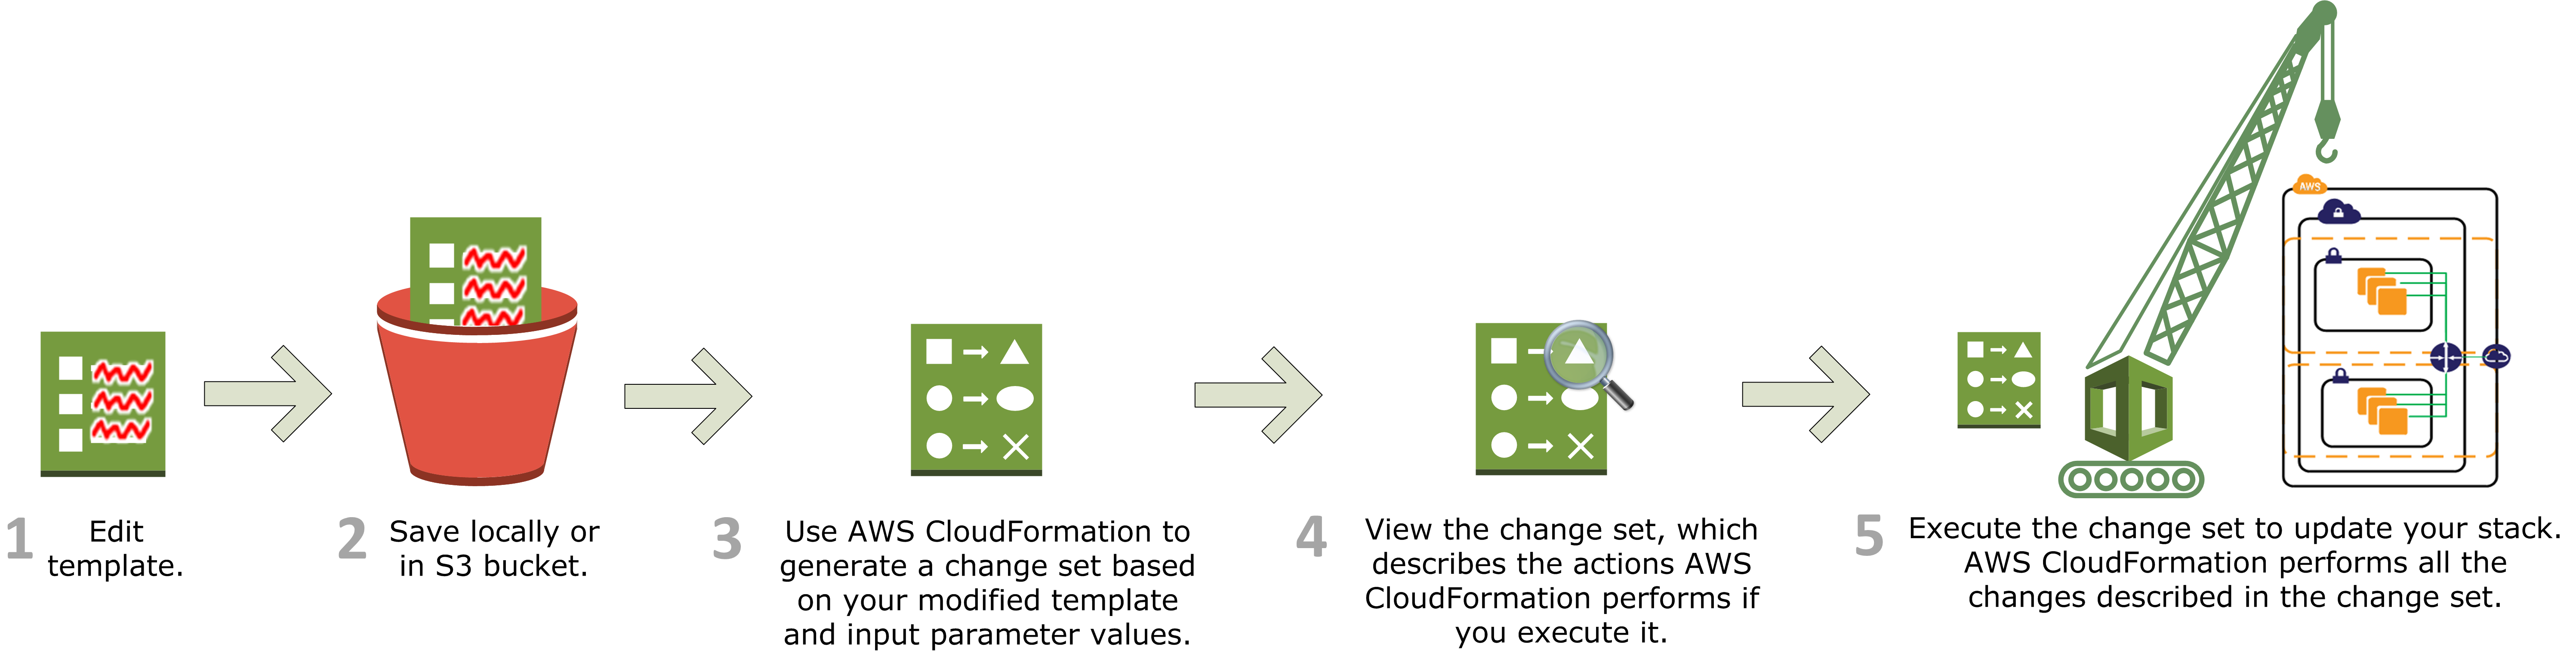 AWS
1 Edit
template.
2 Save locally or
in S3 bucket.
3 Use AWS CloudFormation to
generate a change set based
on your modified template
and input parameter values.
4 View the change set, which
describes the actions AWS
CloudFormation performs if
you execute it.
5 Execute the change set to update your stack.
AWS CloudFormation performs all the
changes described in the change set.